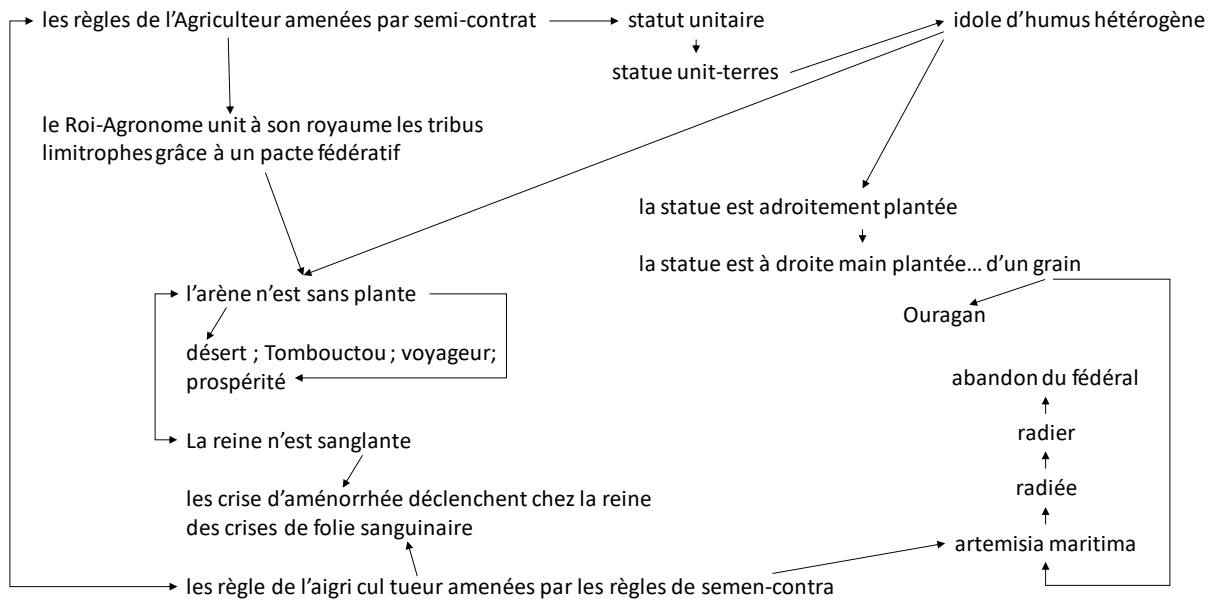 les règles de l’Agriculteur amenées par semi-contrat
statut unitaire
idole d’humus hétérogène
statue unit-terres
le Roi-Agronome unit à son royaume les tribus
limitrophes grâce à un pacte fédératif
la statue est adroitement plantée
la statue est à droite main plantée... d’un grain
l’arène n’est sans plante
Ouragan
désert ; Tombouctou ; voyageur;
prospérité
abandon du fédéral
La reine n’est sanglante
radier
les crise d’aménorrhée déclenchent chez la reine
des crises de folie sanguinaire
radiée
artemisia maritima
les règle de l’aigri cul tueur amenées par les règles de semen-contra